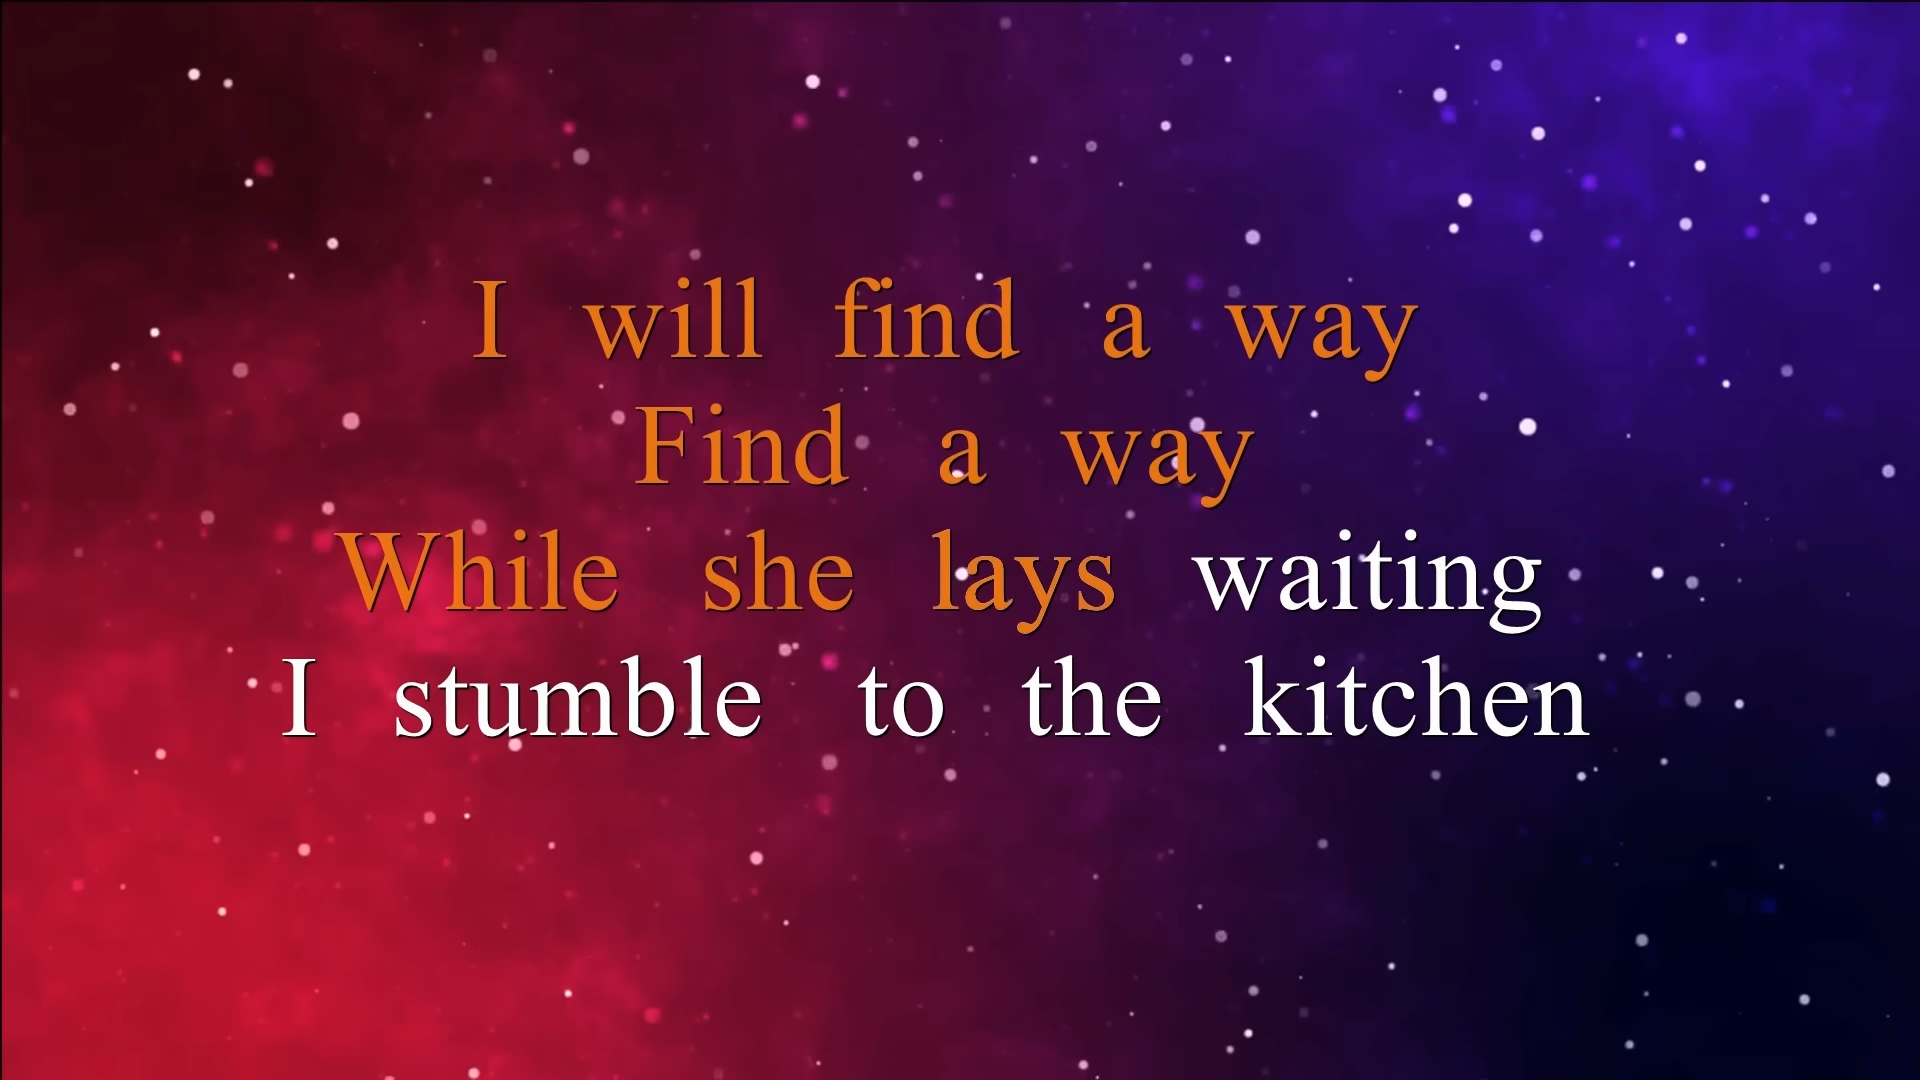 I will find a way
Find a way
While she lays waiting
I stumble to the kitchen